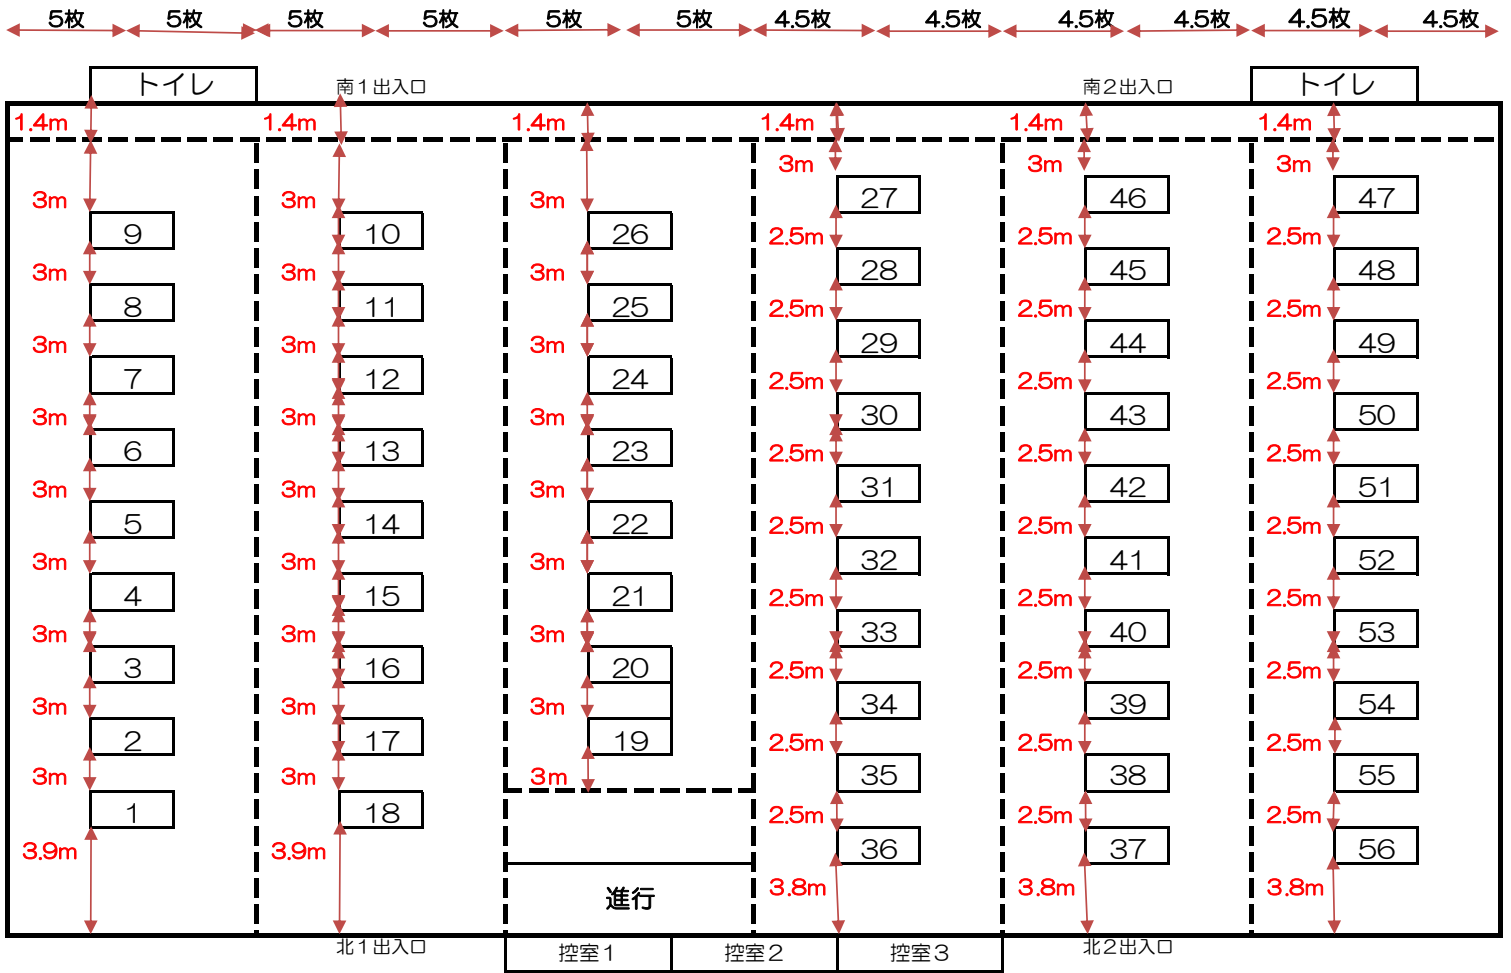 5枚 5枚 5枚 5枚 5枚 5枚 4.5枚 4.5枚 4.5枚 4.5枚 4.5枚 4.5枚
トイレ 南1出入口 南2出入口 トイレ
1.4m 1.4m 1.4m 1.4m 1.4m 1.4m
3m 3m 3m
3m 3m 3m 27 46 47
9 10 26 2.5m 2.5m 2.5m
3m 3m 3m 28 45 48
8 11 25 2.5m 2.5m 2.5m
3m 3m 3m 29 44 49
7 12 24 2.5m 2.5m 2.5m
3m 3m 3m 30 43 50
6 13 23 2.5m 2.5m 2.5m
3m 3m 3m 31 42 51
5 14 22 2.5m 2.5m 2.5m
3m 3m 3m 32 41 52
4 15 21 2.5m 2.5m 2.5m
3m 3m 3m 33 40 53
3 16 20 2.5m 2.5m 2.5m
3m 3m 3m 34 39 54
2 17 19 2.5m 2.5m 2.5m
3m 3m 3m 35 38 55
1 18 2.5m 2.5m 2.5m
3.9m 3.9m 36 37 56
進行 3.8m 3.8m 3.8m
北1出入口 控室1 控室2 控室3 北2出入口